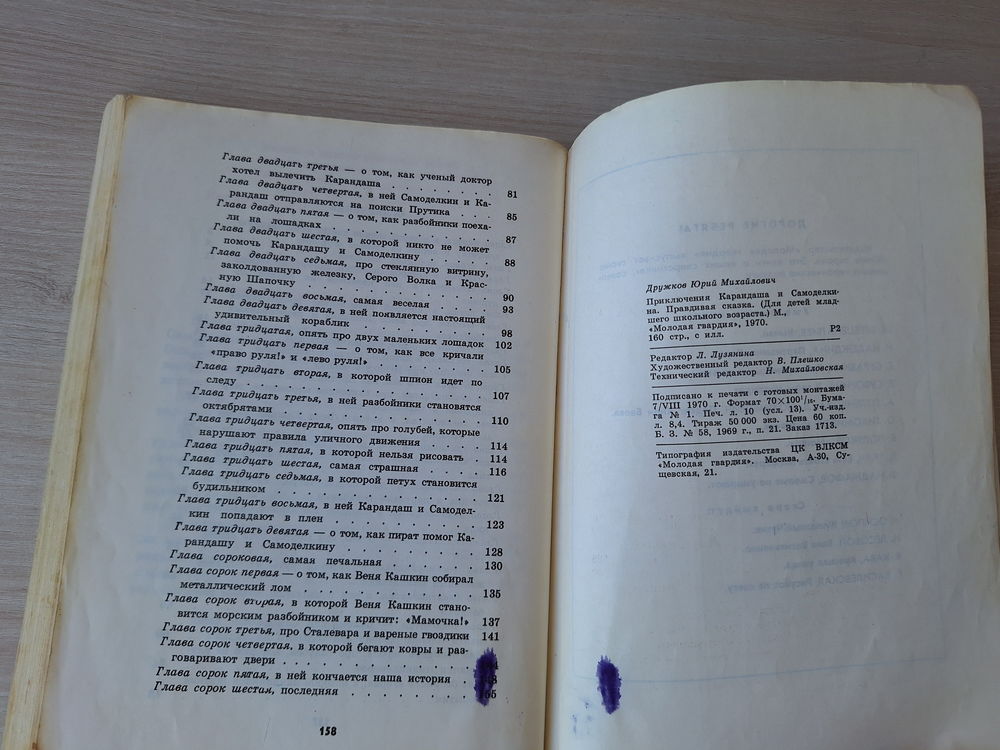 Глава двадцать третья — о том, как ученый доктор
хотел вылечить Карандаша . . . . . . . 81
Глава двадцать четвертая, в ней Самоделкин и Ка-
рандаш отправляются на поиски Прутика . . . 85
Глава двадцать пятая — о том, как разбойники поеха-
ли на лошадках . . . . . . . . . . 87
Глава двадцать шестая, в которой никто не может
помочь Карандашу и Самоделкину . . . . . 88
Глава двадцать седьмая, про стеклянную витрину,
заколдованную железку, Серого Волка и Крас-
ную Шапочку . . . . . . . . . . . 90
Глава двадцать восьмая, самая веселая . . . . 93
Глава двадцать девятая, в ней появляется настоящий
удивительный кораблик . . . . . . . . 98
Глава тридцатая, опять про двух маленьких лошадок 102
Глава тридцать первая — о том, как все кричали
«право руля!» и «лево руля!» . . . . . . . 105
Глава тридцать вторая, в которой шпион идет по
следу . . . . . . . . . . . . . 107
Глава тридцать третья, в ней разбойники становятся
октябрятами . . . . . . . . . . . 110
Глава тридцать четвертая, опять про голубей, которые
нарушают правила уличного движения . . . . 114
Глава тридцать пятая, в которой нельзя рисовать . 114
Глава тридцать шестая, самая страшная . . . . 116
Глава тридцать седьмая, в которой петух становится
будильником . . . . . . . . . . . 121
Глава тридцать восьмая, в ней Карандаш и Самодел-
кин попадают в плен . . . . . . . . . 123
Глава тридцать девятая — о том, как пират помог Ка-
рандашу и Самоделкину . . . . . . . . 128
Глава сороковая, самая печальная . . . . . . 130
Глава сорок первая — о том, как Веня Кашкин собирал
металлический лом . . . . . . . . . . 135
Глава сорок вторая, в которой Веня Кашкин стано-
вится морским разбойником и кричит: «Мамочка!» 137
Глава сорок третья, про Сталевара и вареные гвоздики 141
Глава сорок четвертая, в которой бегают ковры и раз-
говаривают двери . . . . . . . . . .
Глава сорок пятая, в ней кончается наша история .
Глава сорок шестая, последняя . . . . . . .
158
Дружков Юрий Михайлович
Приключения Карандаша и Самоделки-
на. Правдивая сказка. (Для детей млад-
шего школьного возраста.) М.,
«Молодая гвардия», 1970.
160 стр., с илл. Р2
Редактор Л. Лузянина
Художественный редактор В. Плешко
Технический редактор Н. Михайловская
Подписано к печати с готовых монтажей
7/VIII 1970 г. Формат 70×100¹/₁₆. Бума-
га № 1. Печ. л. 10 (усл. 13). Уч.-изд.
л. 8,4. Тираж 50 000 экз. Цена 60 коп.
Б. З. № 58, 1969 г., п. 21. Заказ 1713.
Типография издательства ЦК ВЛКСМ
«Молодая гвардия». Москва, А-30, Су-
щевская, 21.